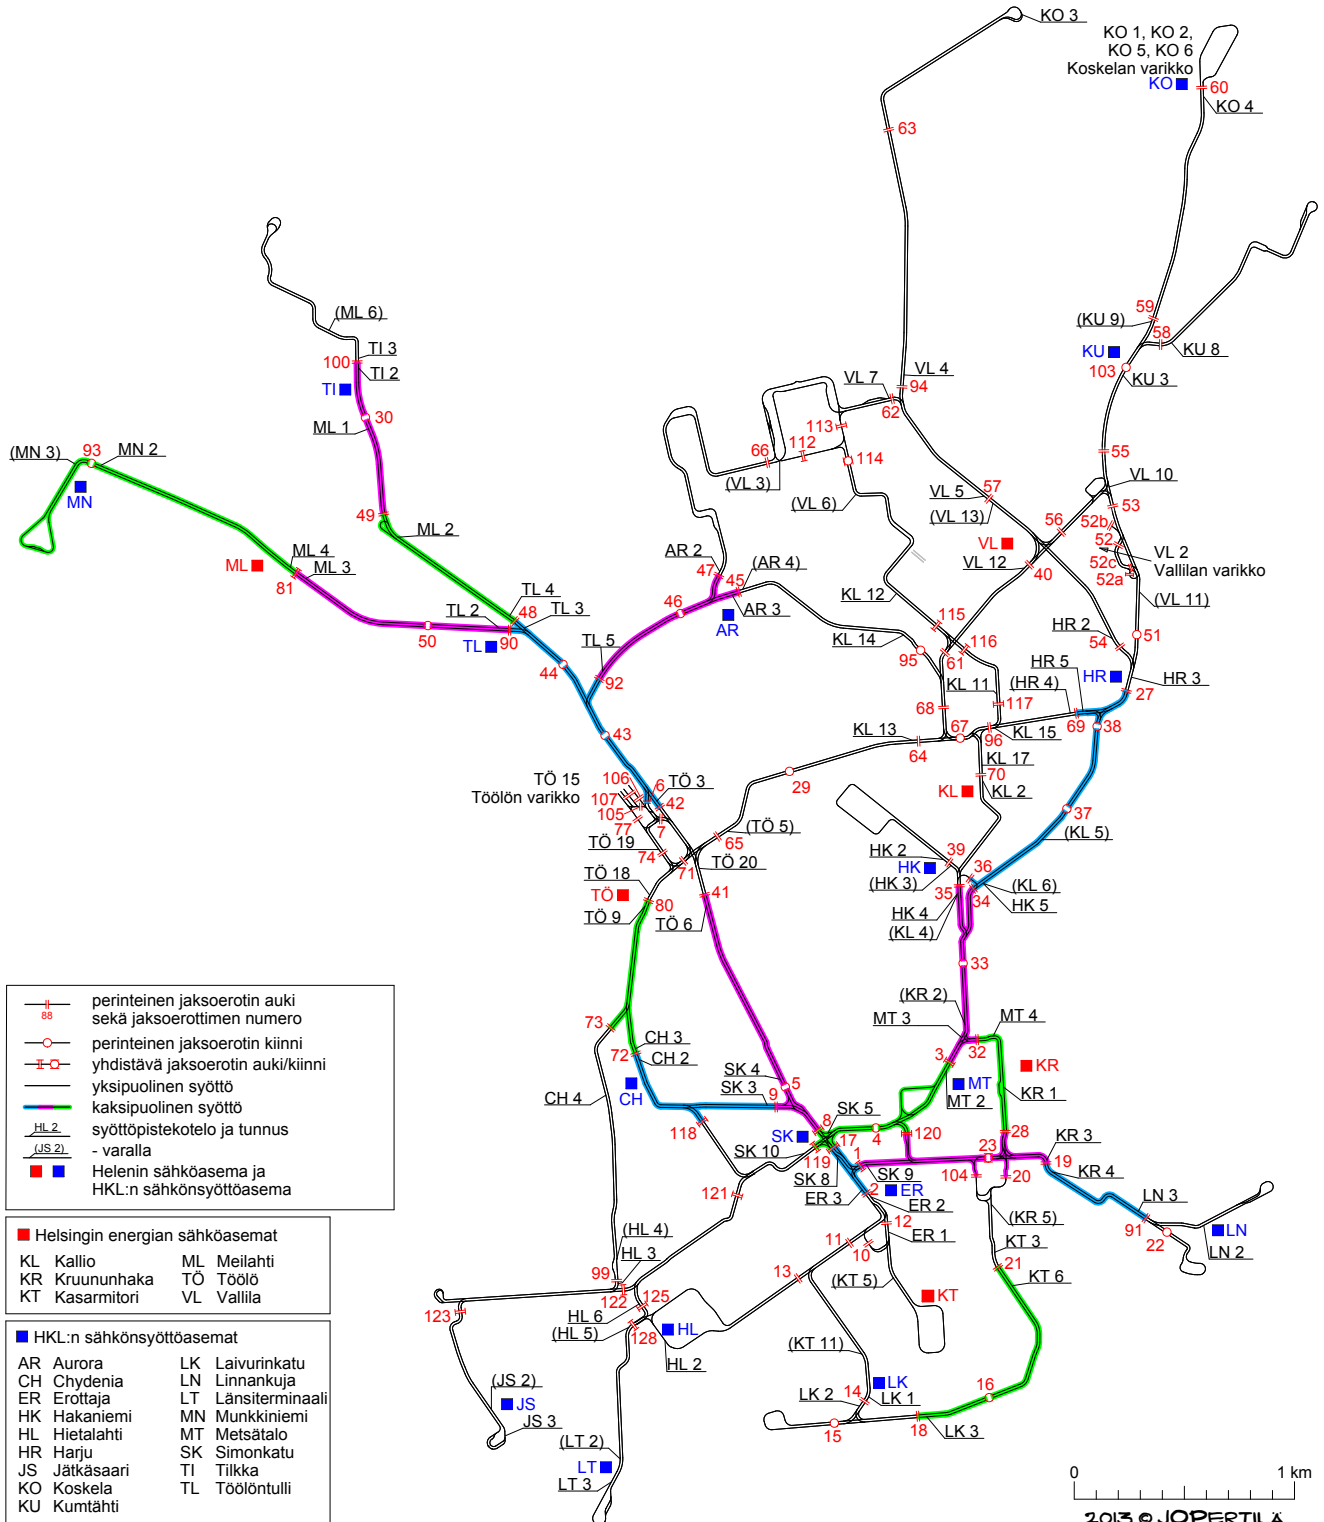 KO 3
KO 1, KO 2,
KO 5, KO 6
Koskelan varikko
KO
60
KO 4
63
(ML 6)
59
(KU 9)
58
KU
KU 8
103
KU 3
100
TI 3
TI 2
TI
30
ML 1
VL 7
VL 4
94
62
113
112
66
114
(VL 3)
(VL 6)
55
VL 10
VL 5
57
(VL 13)
53
56
52b
52
52c
52a
VL 2
Vallilan varikko
VL
VL 12
40
(VL 11)
(MN 3)
93
MN 2
MN
49
ML 2
ML
ML 4
ML 3
81
TL 4
48
TL 2
TL 3
50
90
TL
44
TL 5
92
43
AR 2
47
45
(AR 4)
46
AR 3
AR
KL 12
KL 14
115
116
95
61
KL 11
117
68
67
KL 13
64
96
KL 15
HR 2
54
51
HR 5
HR
(HR 4)
HR 3
27
69
38
KL 17
70
KL
KL 2
29
37
(KL 5)
TÖ 15
Töölön varikko
106
107
105
77
6
TÖ 3
42
7
TÖ 19
74
(TÖ 5)
65
71
TÖ 20
TÖ 18
TÖ
80
TÖ 9
41
TÖ 6
HK 2
39
HK
(HK 3)
36
35
34
(KL 6)
HK 5
HK 4
(KL 4)
33
(KR 2)
MT 3
MT 4
32
3
KR
MT
MT 2
KR 1
73
CH 3
72
CH 2
CH
CH 4
SK 4
5
SK 3
9
118
SK
8
SK 5
17
4
SK 10
119
SK 8
ER 3
120
1
SK 9
2
ER
ER 2
12
ER 1
23
28
KR 3
19
KR 4
104
20
LN 3
91
22
LN
LN 2
(KR 5)
KT 3
21
KT 6
121
11
10
13
(KT 5)
KT
(HL 4)
HL 3
99
122
125
HL 6
(HL 5)
128
HL
HL 2
123
(KT 11)
(JS 2)
JS
JS 3
LK
LK 2
14
LK 1
15
18
LK 3
16
(LT 2)
LT
LT 3
88
perinteinen jaksoerotin auki
sekä jaksoerottimen numero
perinteinen jaksoerotin kiinni
yhdistävä jaksoerotin auki/kiinni
yksipuolinen syöttö
kaksipuolinen syöttö
HL 2
syöttöpistekotelo ja tunnus
(JS 2)
- varalla
Helenin sähköasema ja
HKL:n sähkönsyöttöasema
Helsingin energian sähköasemat
KL Kallio
KR Kruununhaka
KT Kasarmitori
ML Meilahti
TÖ Töölö
VL Vallila
HKL:n sähkönsyöttöasemat
AR Aurora
CH Chydenia
ER Erottaja
HK Hakaniemi
HL Hietalahti
HR Harju
JS Jätkäsaari
KO Koskela
KU Kumtähti
LK Laivurinkatu
LN Linnankuja
LT Länsiterminaali
MN Munkkiniemi
MT Metsätalo
SK Simonkatu
TI Tilkka
TL Töölöntulli
0
1 km
2013 © JOPERTILÄ